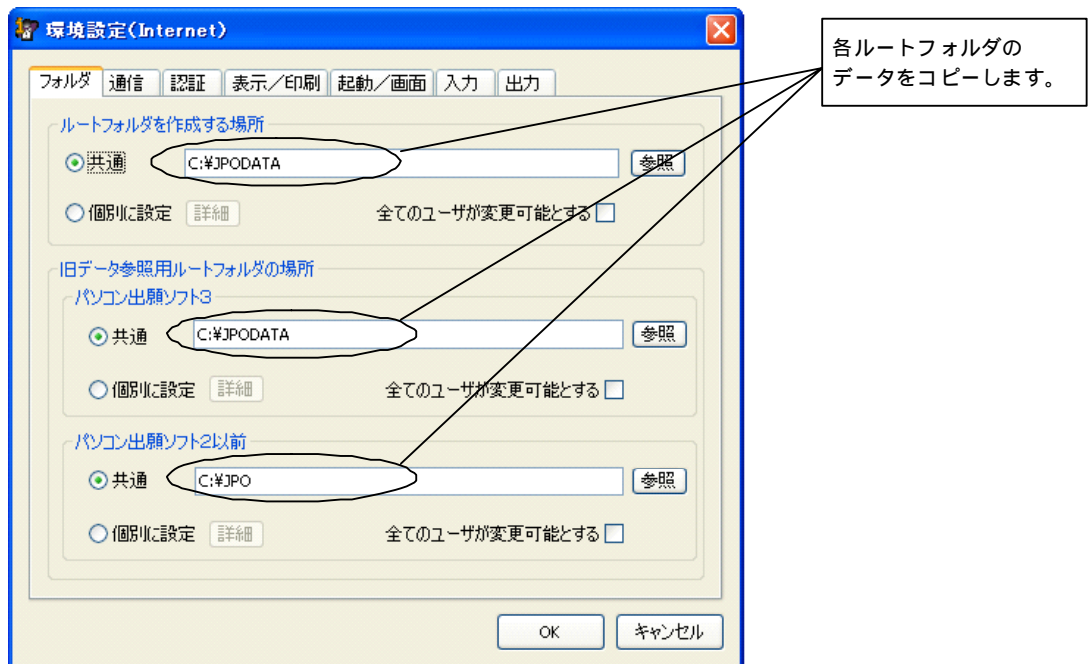 環境設定(Internet)
各ルートフォルダの
データをコピーします。
フォルダ 通信 認証 表示／印刷 起動／画面 入力 出力
ルートフォルダを作成する場所
共通 C:¥JPODATA 参照
個別に設定 詳細 全てのユーザが変更可能とする
旧データ参照用ルートフォルダの場所
パソコン出願ソフト3
共通 C:¥JPODATA 参照
個別に設定 詳細 全てのユーザが変更可能とする
パソコン出願ソフト2以前
共通 C:¥JPO 参照
個別に設定 詳細 全てのユーザが変更可能とする
OK キャンセル